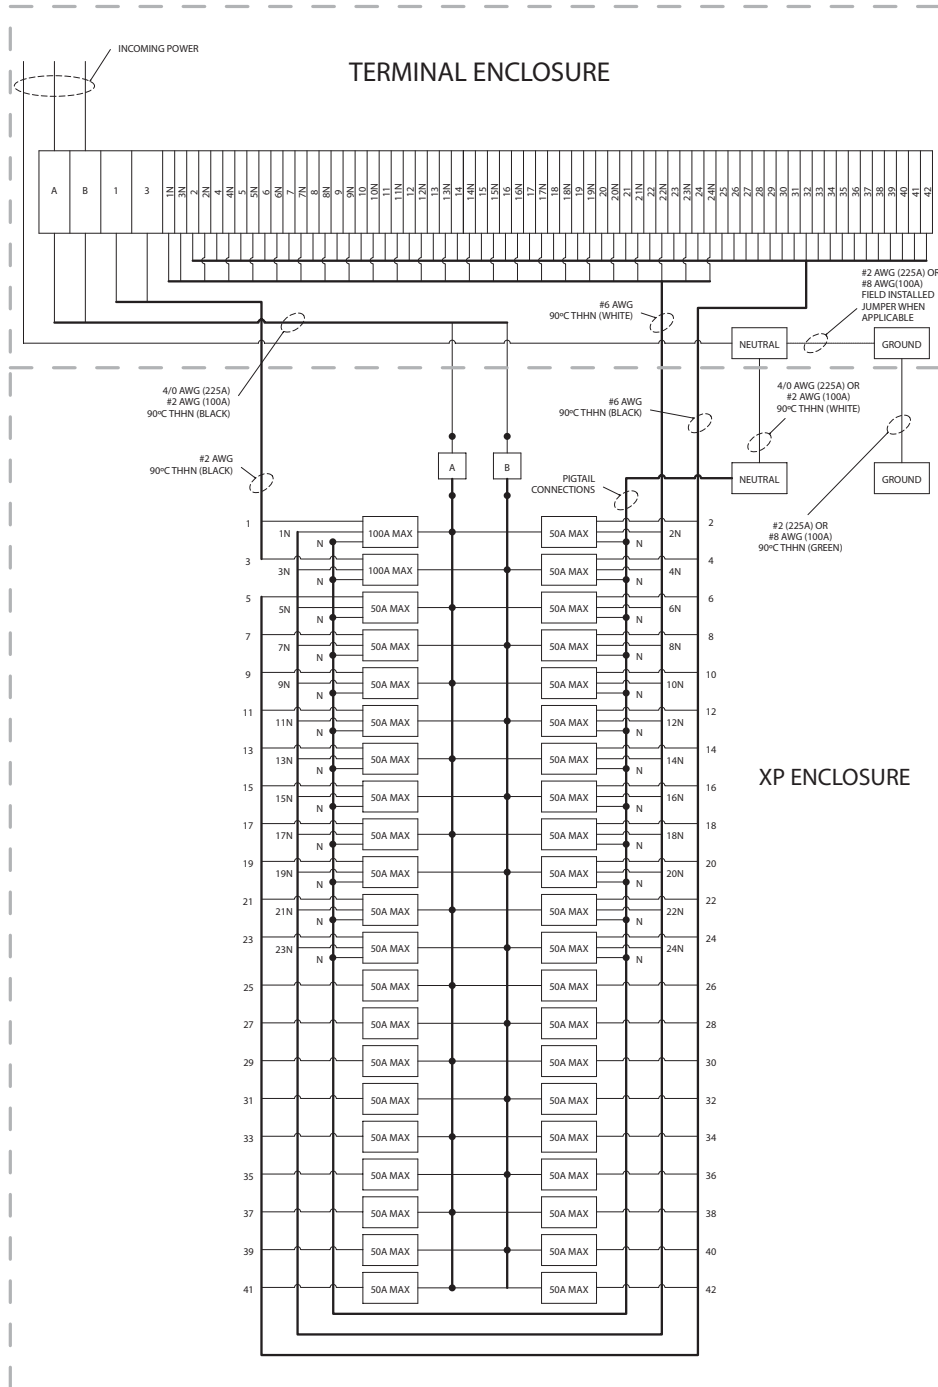 INCOMING POWER
TERMINAL ENCLOSURE
A B 1 3 1N 3N 2 2N 4 4N 5 5N 6 6N 7 7N 8 8N 9 9N 10 10N 11 11N 12 12N 13 13N 14 14N 15 15N 16 16N 17 17N 18 18N 19 19N 20 20N 21 21N 22 22N 23 23N 24 24N 25 26 27 28 29 30 31 32 33 34 35 36 37 38 39 40 41 42
#2 AWG (225A) OR
#8 AWG(100A)
FIELD INSTALLED
JUMPER WHEN
APPLICABLE
#6 AWG
90ºC THHN (WHITE)
NEUTRAL GROUND
4/0 AWG (225A)
#2 AWG (100A)
90ºC THHN (BLACK)
4/0 AWG (225A) OR
#2 AWG (100A)
90ºC THHN (WHITE)
#6 AWG
90ºC THHN (BLACK)
#2 AWG
90ºC THHN (BLACK)
A B
NEUTRAL GROUND
PIGTAIL
CONNECTIONS
#2 (225A) OR
#8 AWG (100A)
90ºC THHN (GREEN)
1 2
1N 100A MAX 50A MAX 2N
N N
3 4
3N 100A MAX 50A MAX 4N
N N
5 6
5N 50A MAX 50A MAX 6N
N N
7 8
7N 50A MAX 50A MAX 8N
N N
9 10
9N 50A MAX 50A MAX 10N
N N
11 12
11N 50A MAX 50A MAX 12N
N N
13 14
13N 50A MAX 50A MAX 14N
N N
XP ENCLOSURE
15 16
15N 50A MAX 50A MAX 16N
N N
17 18
17N 50A MAX 50A MAX 18N
N N
19 20
19N 50A MAX 50A MAX 20N
N N
21 22
21N 50A MAX 50A MAX 22N
N N
23 24
23N 50A MAX 50A MAX 24N
N N
25 50A MAX 50A MAX 26
27 50A MAX 50A MAX 28
29 50A MAX 50A MAX 30
31 50A MAX 50A MAX 32
33 50A MAX 50A MAX 34
35 50A MAX 50A MAX 36
37 50A MAX 50A MAX 38
39 50A MAX 50A MAX 40
41 50A MAX 50A MAX 42